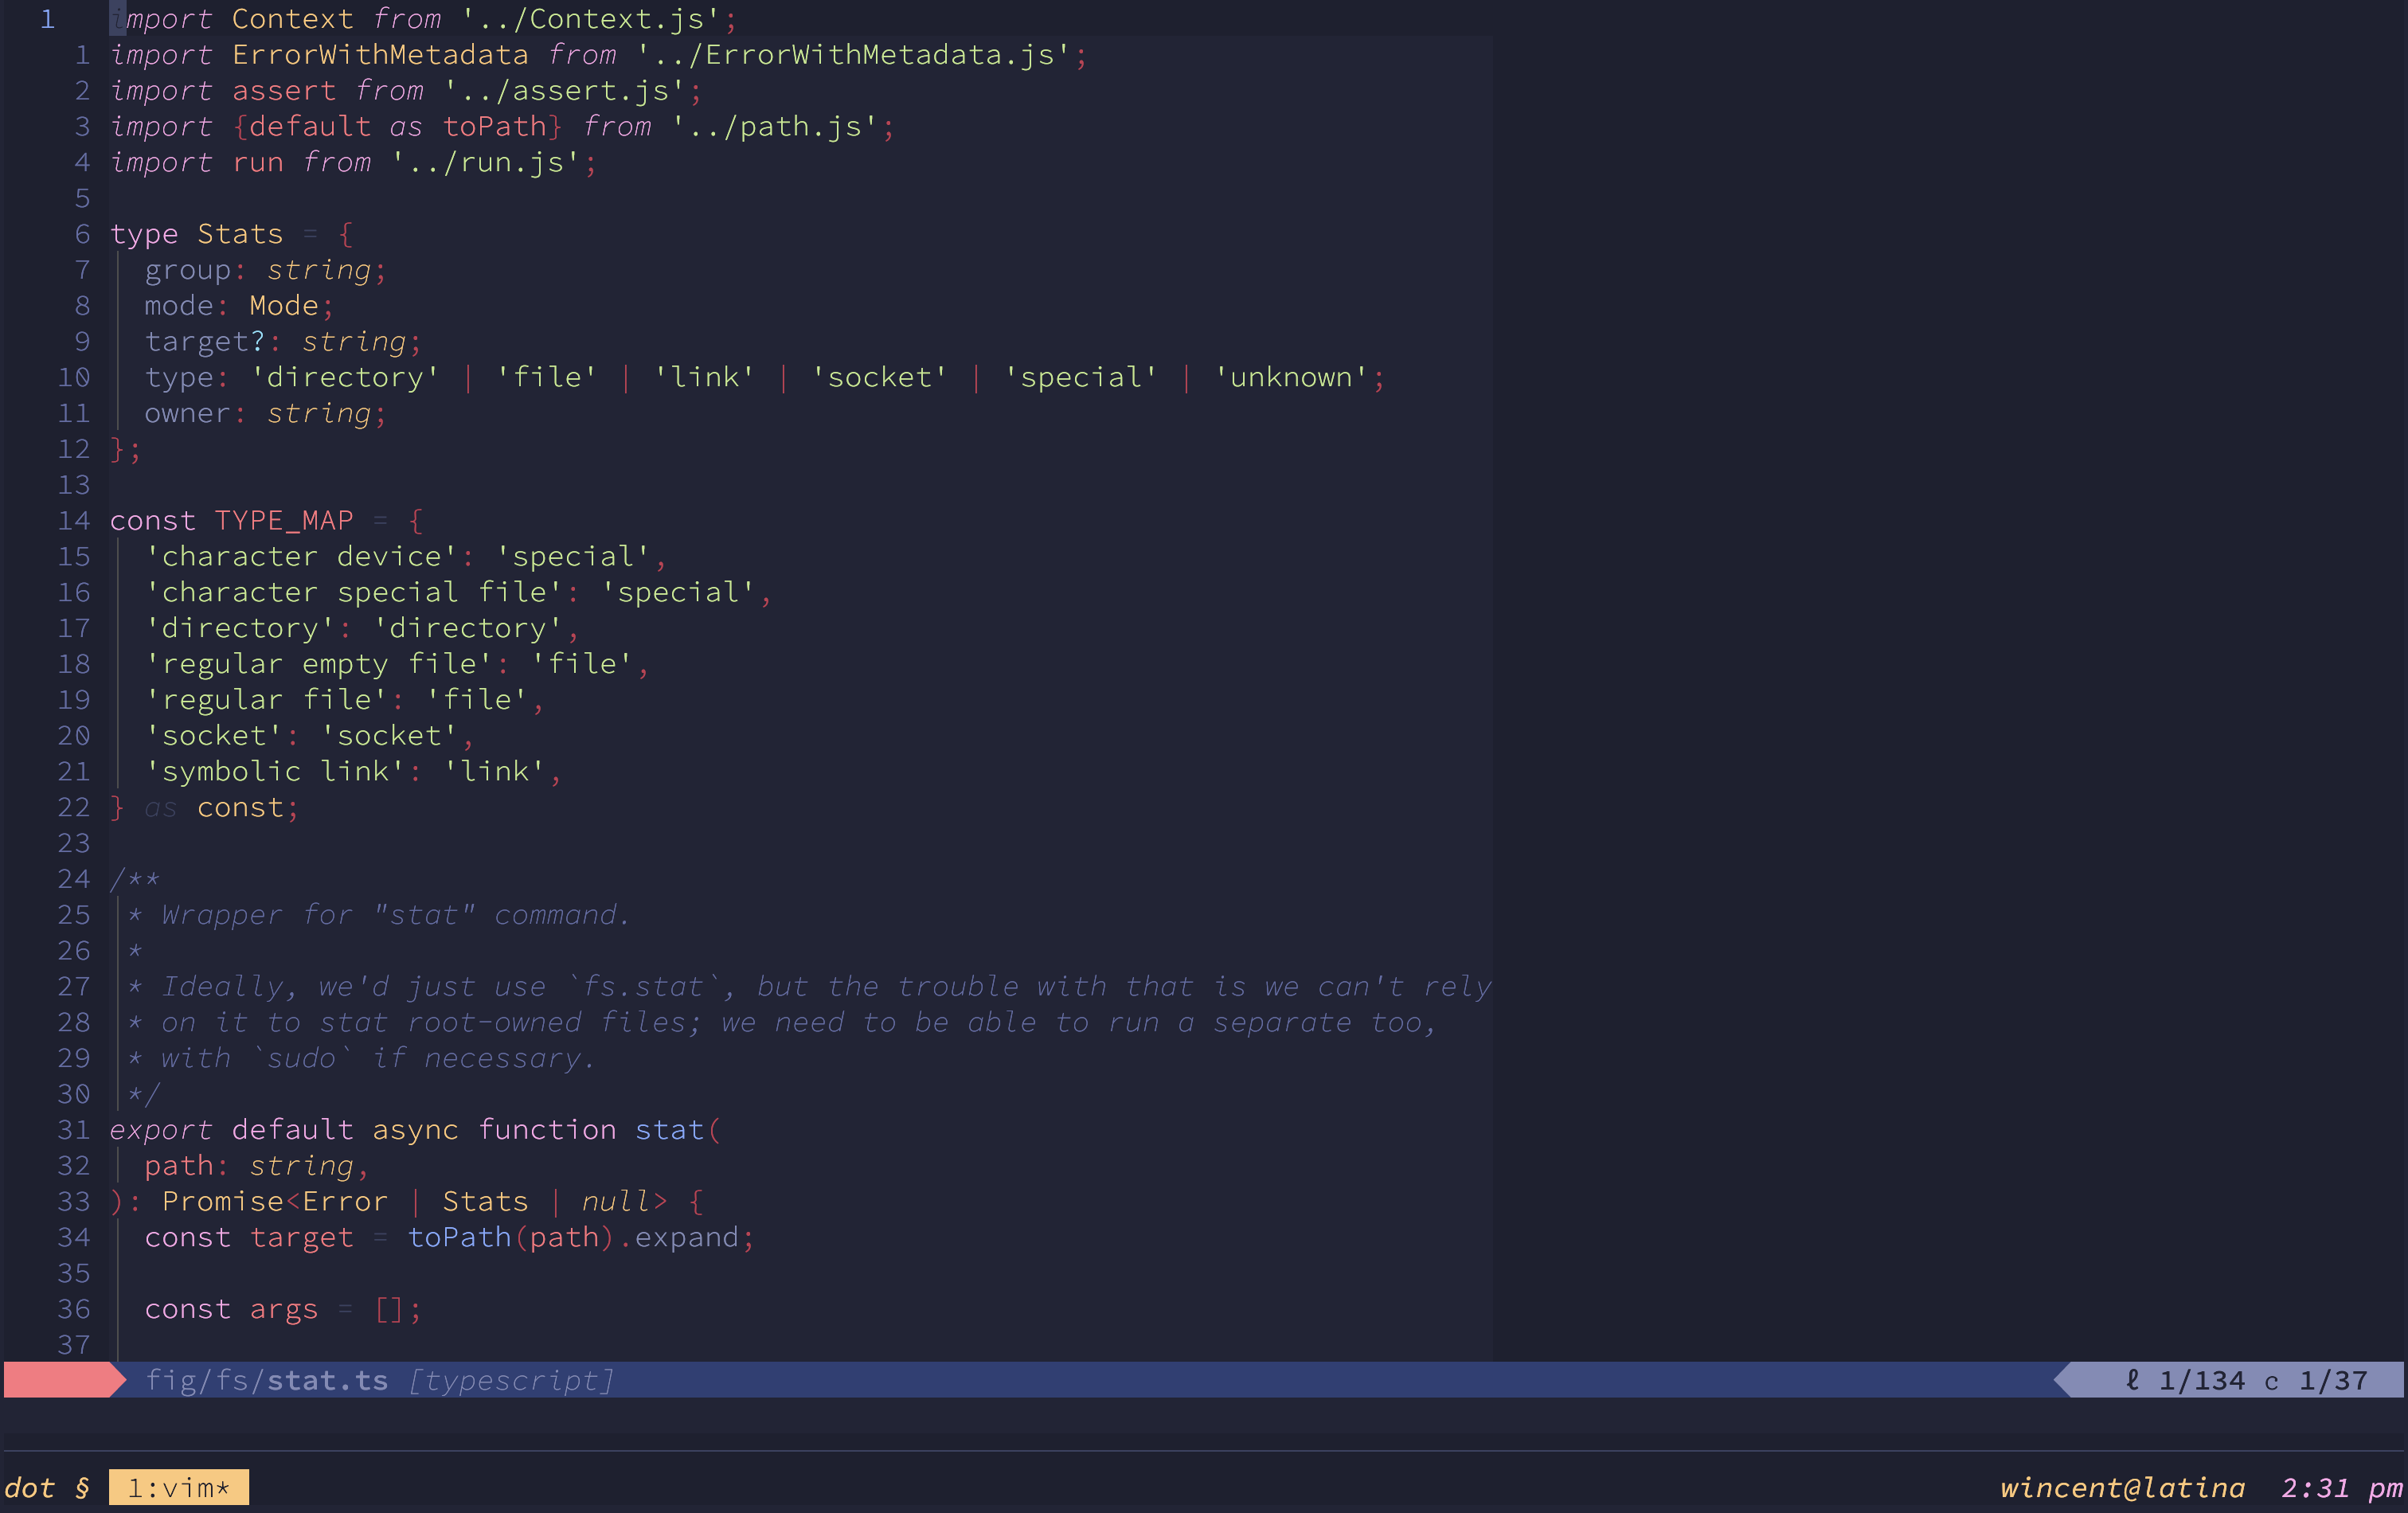 1   import Context from '../Context.js';
  1 import ErrorWithMetadata from '../ErrorWithMetadata.js';
  2 import assert from '../assert.js';
  3 import {default as toPath} from '../path.js';
  4 import run from '../run.js';
  5
  6 type Stats = {
  7   group: string;
  8   mode: Mode;
  9   target?: string;
 10   type: 'directory' | 'file' | 'link' | 'socket' | 'special' | 'unknown';
 11   owner: string;
 12 };
 13
 14 const TYPE_MAP = {
 15   'character device': 'special',
 16   'character special file': 'special',
 17   'directory': 'directory',
 18   'regular empty file': 'file',
 19   'regular file': 'file',
 20   'socket': 'socket',
 21   'symbolic link': 'link',
 22 } as const;
 23
 24 /**
 25  * Wrapper for "stat" command.
 26  *
 27  * Ideally, we'd just use `fs.stat`, but the trouble with that is we can't rely
 28  * on it to stat root-owned files; we need to be able to run a separate too,
 29  * with `sudo` if necessary.
 30  */
 31 export default async function stat(
 32   path: string,
 33 ): Promise<Error | Stats | null> {
 34   const target = toPath(path).expand;
 35
 36   const args = [];
 37
fig/fs/stat.ts [typescript] ℓ 1/134 c 1/37
dot § 1:vim* wincent@latina 2:31 pm